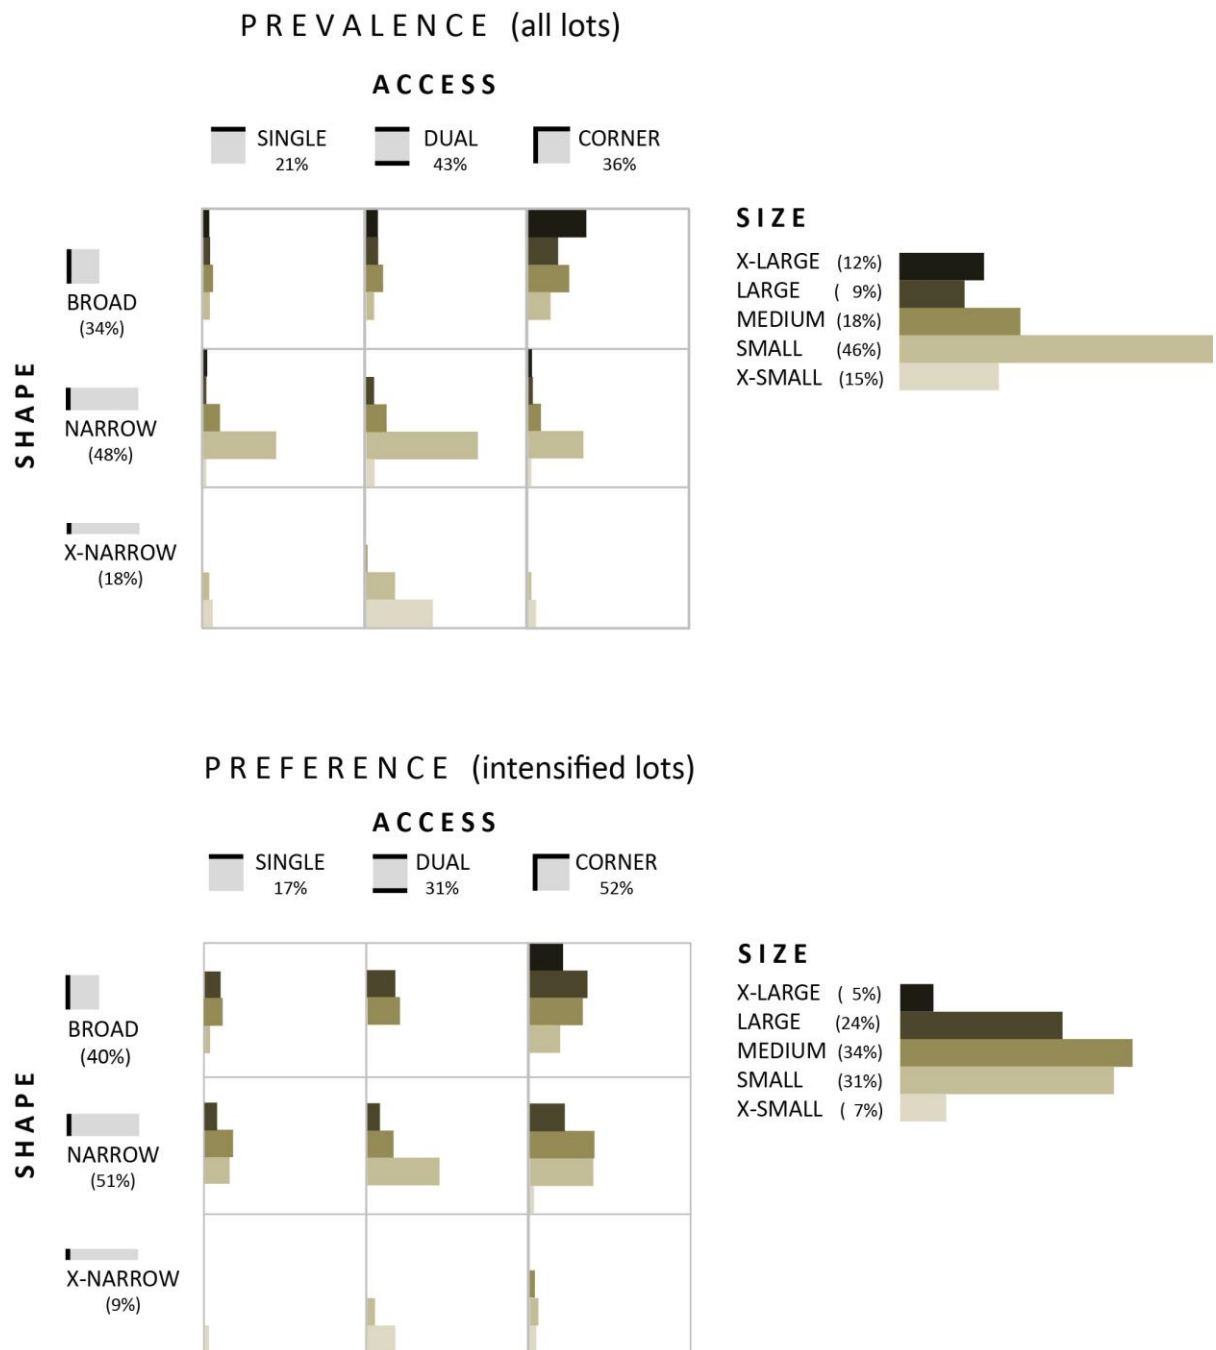 PREVALENCE (all lots)
ACCESS
SINGLE
21%
DUAL
43%
CORNER
36%
SHAPE
BROAD
(34%)
NARROW
(48%)
X-NARROW
(18%)
SIZE
X-LARGE (12%)
LARGE ( 9%)
MEDIUM (18%)
SMALL (46%)
X-SMALL (15%)
PREFERENCE (intensified lots)
ACCESS
SINGLE
17%
DUAL
31%
CORNER
52%
SHAPE
BROAD
(40%)
NARROW
(51%)
X-NARROW
(9%)
SIZE
X-LARGE ( 5%)
LARGE (24%)
MEDIUM (34%)
SMALL (31%)
X-SMALL ( 7%)